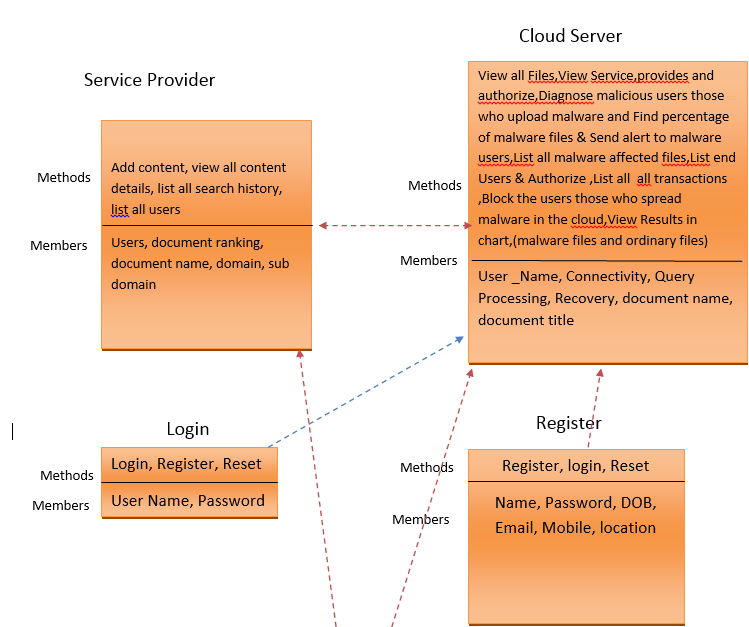 Cloud Server
Service Provider
Methods
Add content, view all content
details, list all search history,
list all users
Members
Users, document ranking,
document name, domain, sub
domain
View all Files,View Service,provides and
authorize,Diagnose malicious users those
who upload malware and Find percentage
of malware files & Send alert to malware
users,List all malware affected files,List end
Users & Authorize ,List all  all transactions
,Block the users those who spread
malware in the cloud,View Results in
chart,(malware files and ordinary files)
Methods
Members
User _Name, Connectivity, Query
Processing, Recovery, document name,
document title
Login
Methods
Login, Register, Reset
Members
User Name, Password
Register
Methods
Register, login, Reset
Members
Name, Password, DOB,
Email, Mobile, location